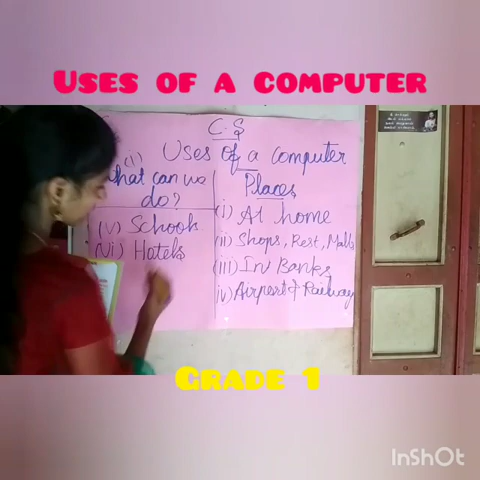 USES OF A COMPUTER
C.S
Uses of a Computer
(i)
What can we
do?
(v) Schools
(vi) Hotels
Places
(i) At home
(ii) Shops, Rest, Malls
(iii) In Banks
iv) Airport & Railway
GRADE 1
InShOt